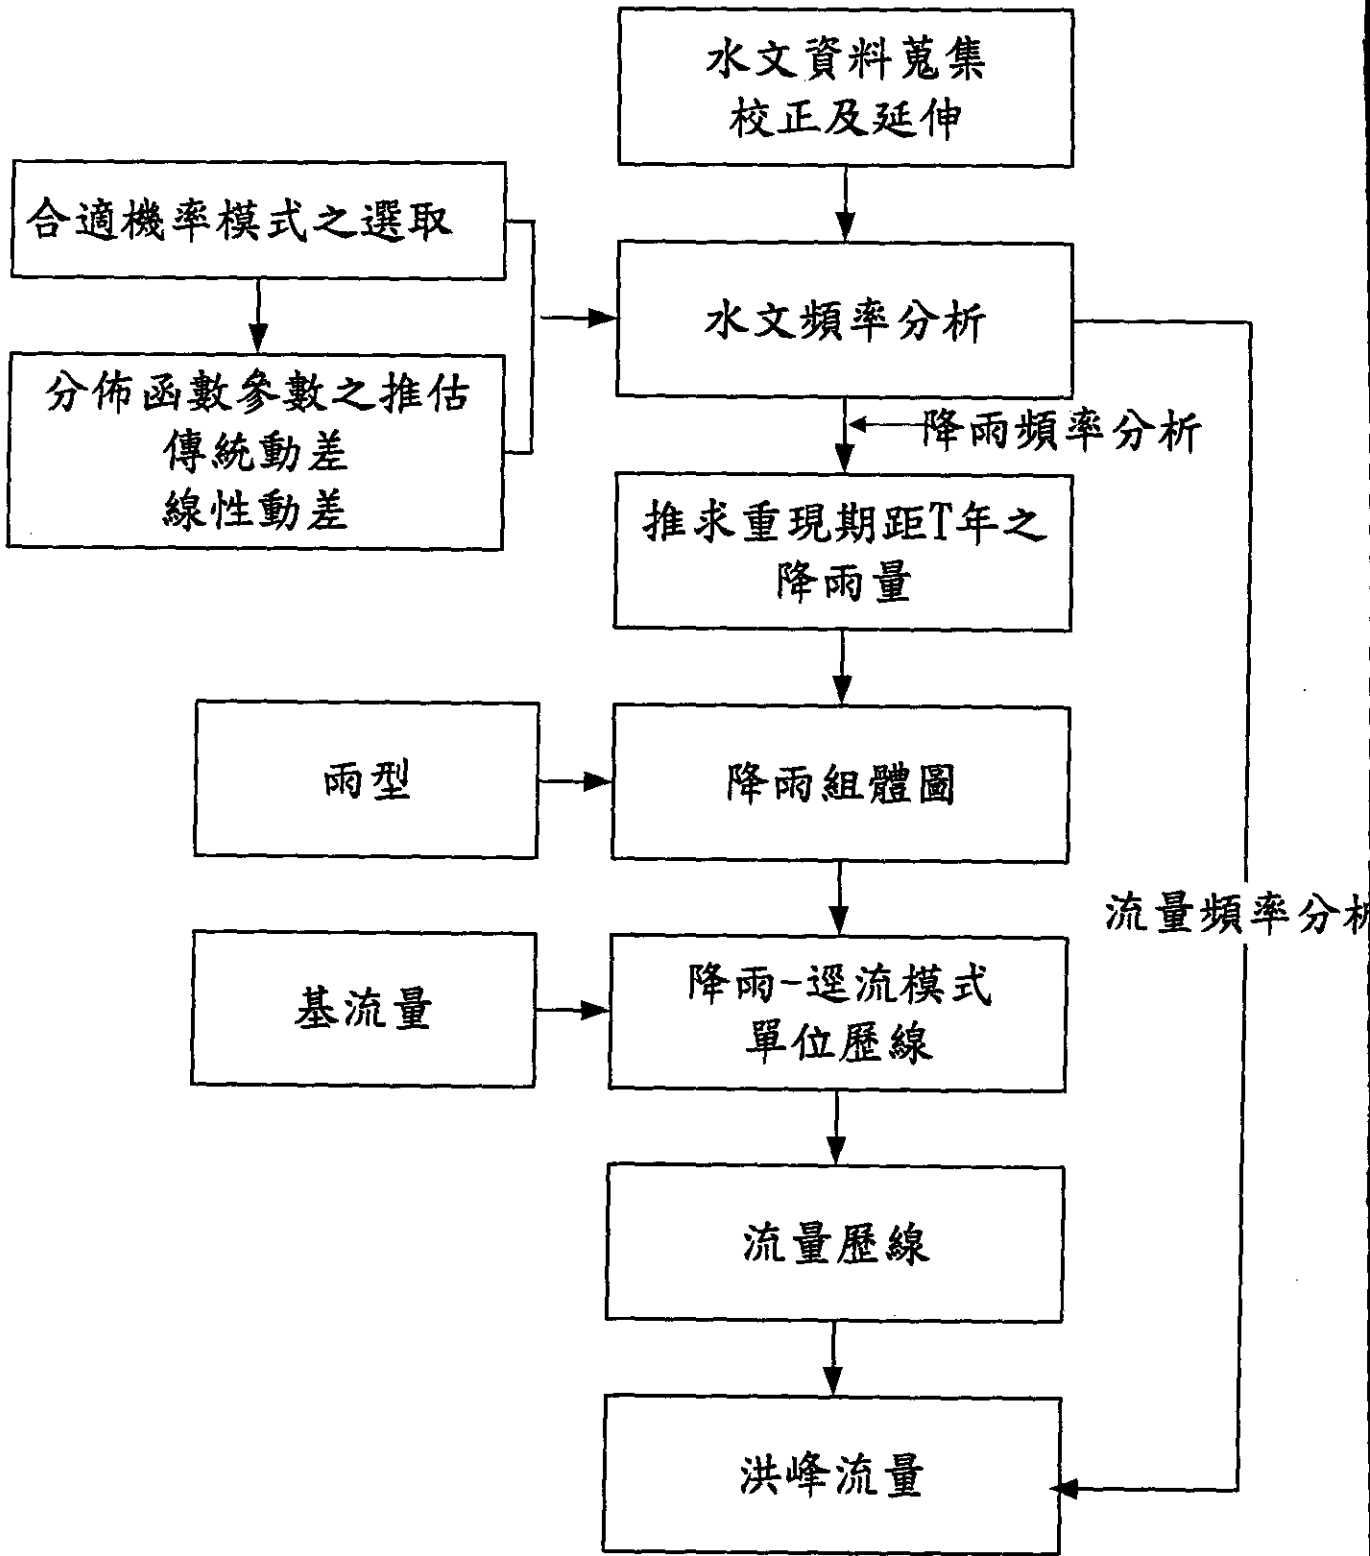 水文資料蒐集
校正及延伸
合適機率模式之選取
水文頻率分析
分佈函數參數之推估
傳統動差
線性動差
降雨頻率分析
推求重現期距T年之
降雨量
雨型
降雨組體圖
流量頻率分析
基流量
降雨-逕流模式
單位歷線
流量歷線
洪峰流量